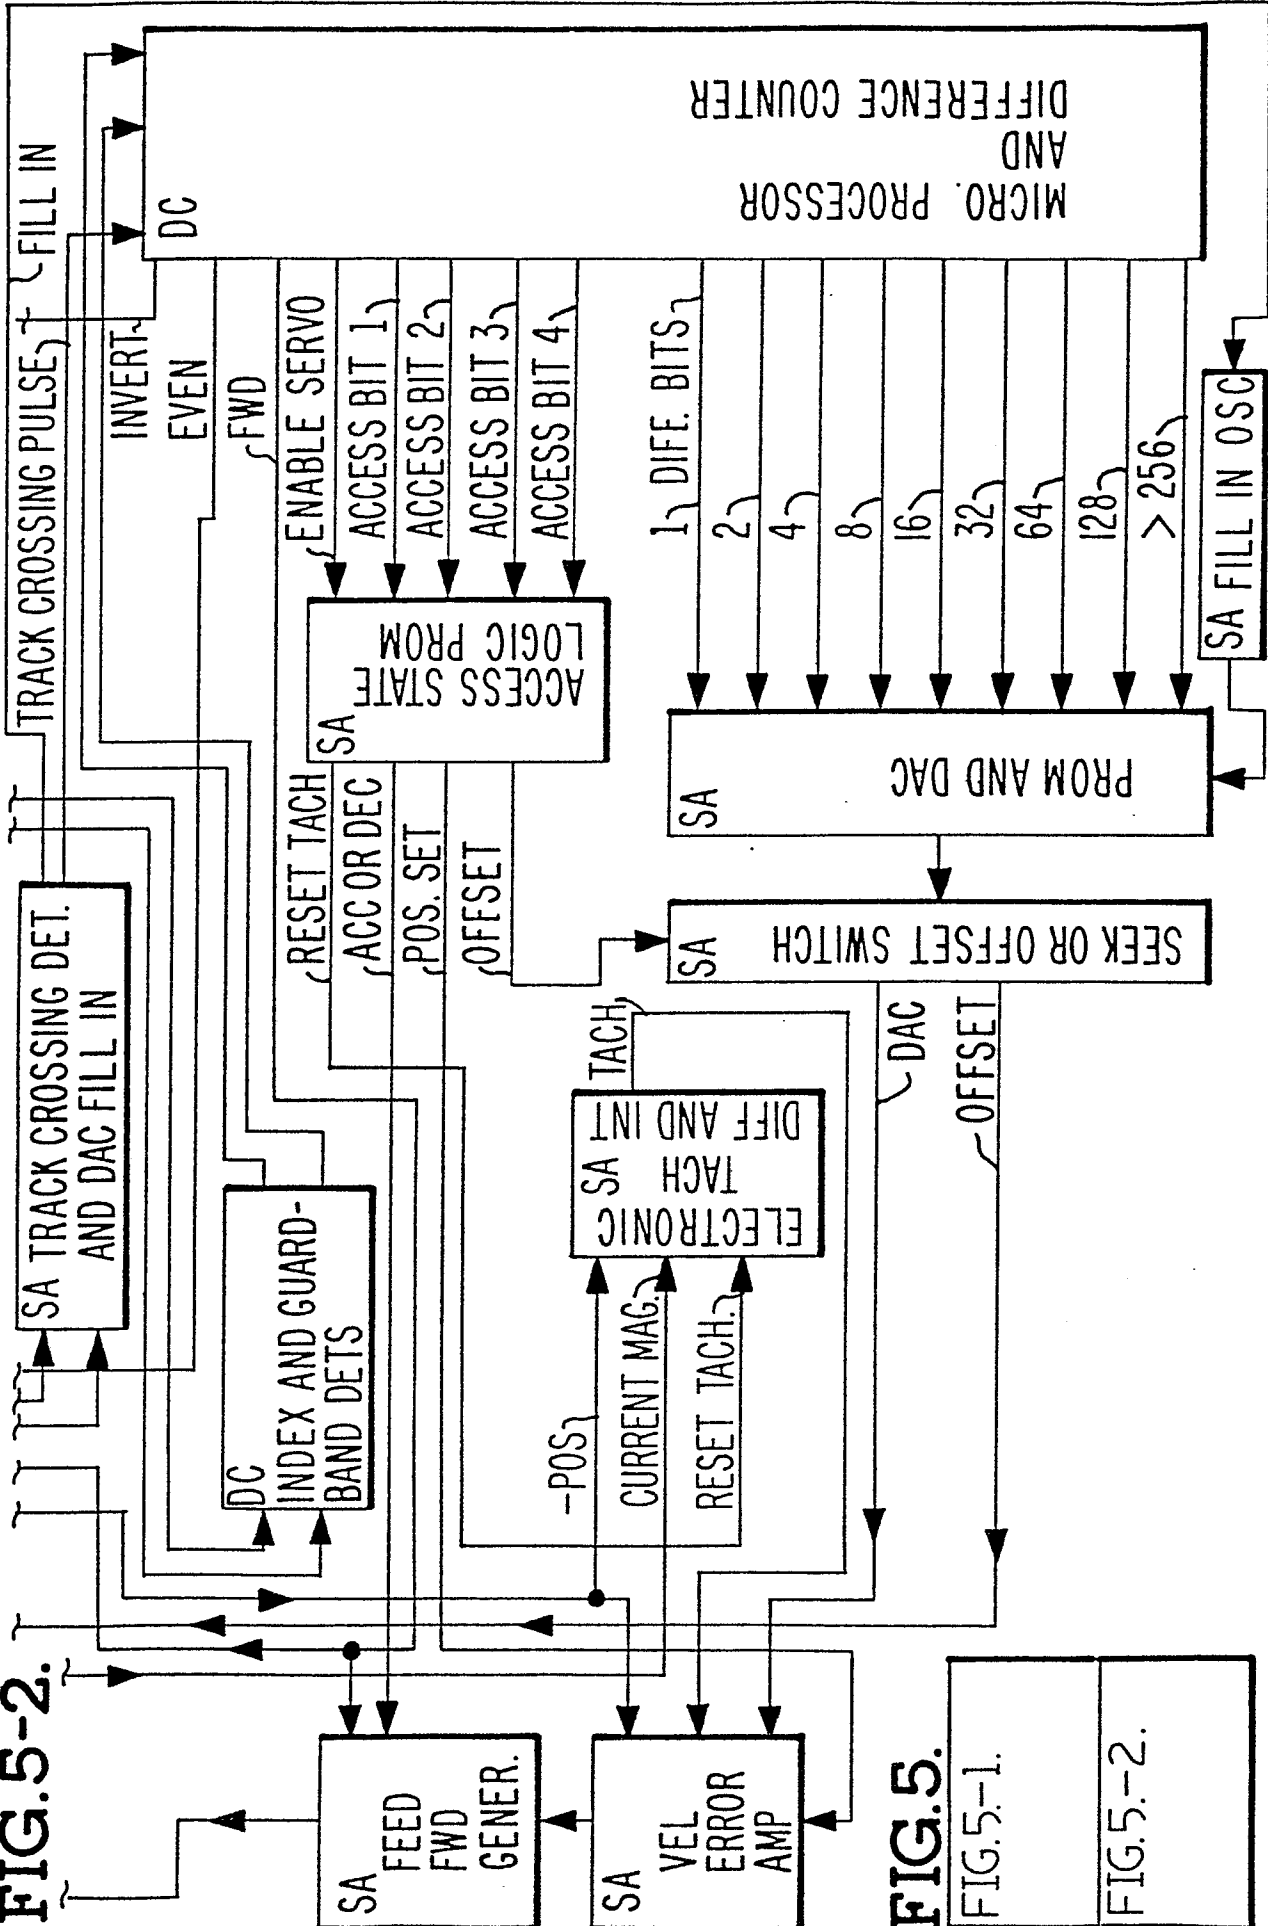 FIG.5-2.
SA TRACK CROSSING DET.
AND DAC FILL IN
TRACK CROSSING PULSE
FILL IN
INVERT
EVEN
FWD
ENABLE SERVO
ACCESS BIT 1
ACCESS BIT 2
ACCESS BIT 3
ACCESS BIT 4
DC
MICRO. PROCESSOR
AND
DIFFERENCE COUNTER
DC
INDEX AND GUARD-
BAND DETS
RESET TACH
ACC OR DEC
POS. SET
OFFSET
SA
ACCESS STATE
LOGIC PROM
1 DIFF. BITS
2
4
8
16
32
64
128
> 256
SA FILL IN OSC
SA
PROM AND DAC
SA
SEEK OR OFFSET SWITCH
TACH
SA
ELECTRONIC
TACH
DIFF AND INT
-POS
CURRENT MAG.
RESET TACH.
DAC
OFFSET
SA
FEED
FWD
GENER.
SA
VEL
ERROR
AMP
FIG.5.
FIG.5.-1.
FIG.5.-2.